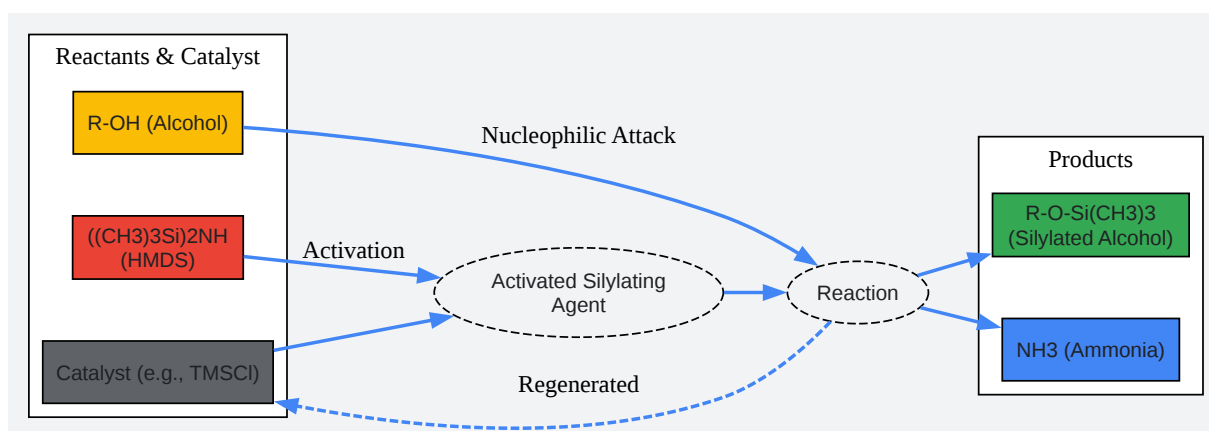 Reactants & Catalyst
R-OH (Alcohol)
Nucleophilic Attack
Products
R-O-Si(CH3)3
(Silylated Alcohol)
((CH3)3Si)2NH
(HMDS)
Activation
Activated Silylating
Agent
Reaction
NH3 (Ammonia)
Catalyst (e.g., TMSCl)
Regenerated